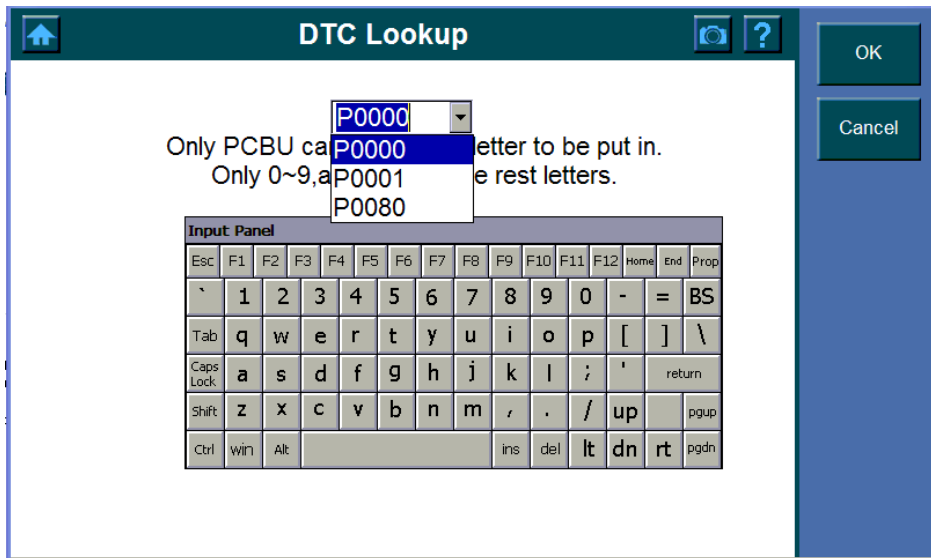 DTC Lookup
?
OK
Cancel
P0000
P0000
P0001
P0080
Only PCBU ca etter to be put in.
Only 0~9,a e rest letters.
Input Panel
Esc F1 F2 F3 F4 F5 F6 F7 F8 F9 F10 F11 F12 Home End Prop
` 1 2 3 4 5 6 7 8 9 0 - = BS
Tab q w e r t y u i o p [ ] \
Caps Lock a s d f g h j k l ; ' return
Shift z x c v b n m , . / up pgup
Ctrl win Alt ins del lt dn rt pgdn